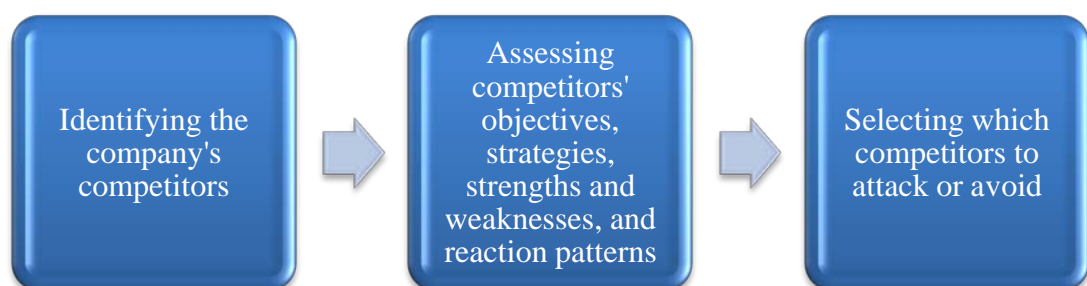 Identifying the
company's
competitors
Assessing
competitors'
objectives,
strategies,
strengths and
weaknesses, and
reaction patterns
Selecting which
competitors to
attack or avoid